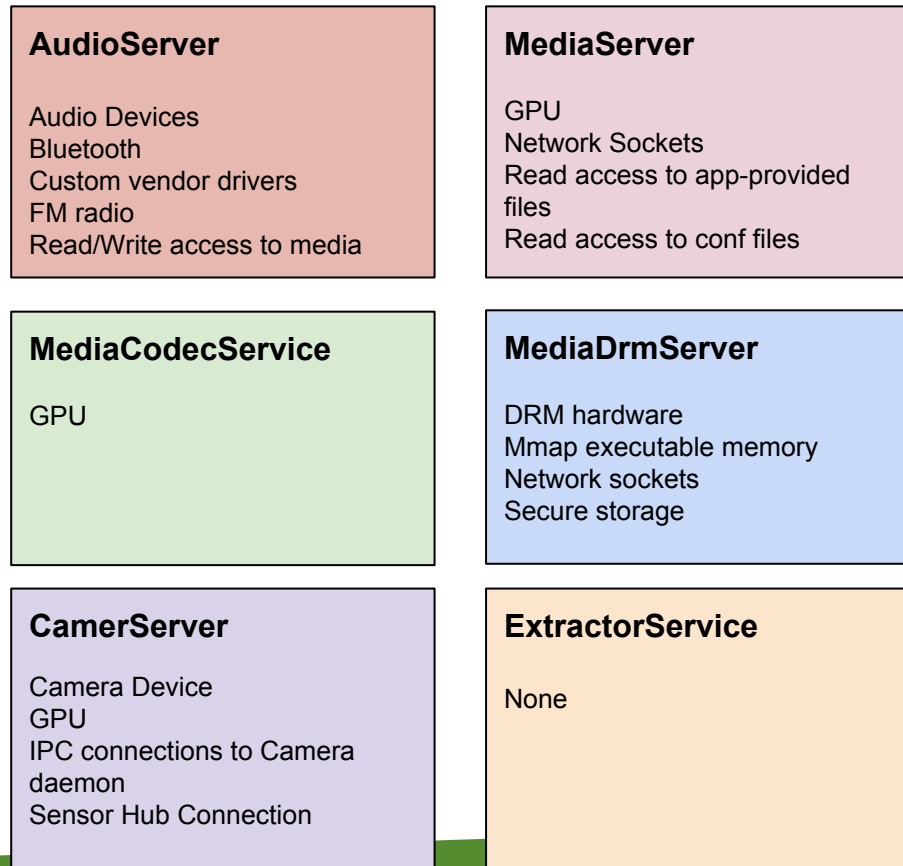 AudioServer
Audio Devices
Bluetooth
Custom vendor drivers
FM radio
Read/Write access to media
MediaServer
GPU
Network Sockets
Read access to app-provided
files
Read access to conf files
MediaCodecService
GPU
MediaDrmServer
DRM hardware
Mmap executable memory
Network sockets
Secure storage
CamerServer
Camera Device
GPU
IPC connections to Camera
daemon
Sensor Hub Connection
ExtractorService
None